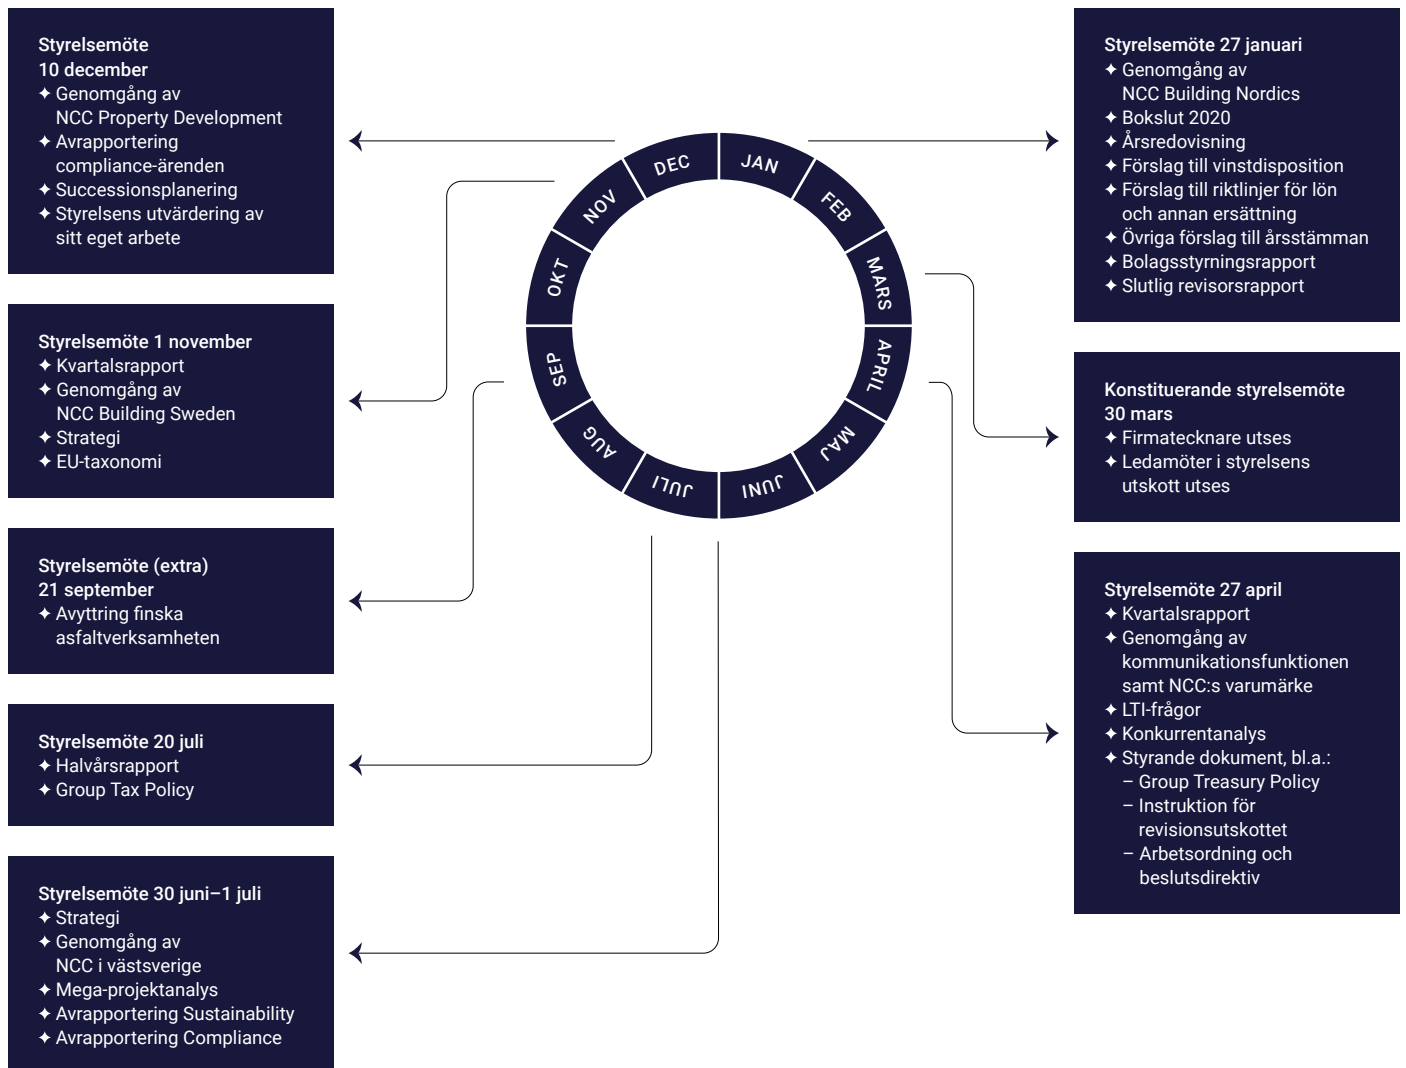 Styrelsemöte
10 december
✦ Genomgång av
NCC Property Development
✦ Avrapportering
compliance-ärenden
✦ Successionsplanering
✦ Styrelsens utvärdering av
sitt eget arbete
Styrelsemöte 1 november
✦ Kvartalsrapport
✦ Genomgång av
NCC Building Sweden
✦ Strategi
✦ EU-taxonomi
Styrelsemöte (extra)
21 september
✦ Avyttring finska
asfaltverksamheten
Styrelsemöte 20 juli
✦ Halvårsrapport
✦ Group Tax Policy
Styrelsemöte 30 juni–1 juli
✦ Strategi
✦ Genomgång av
NCC i västsverige
✦ Mega-projektanalys
✦ Avrapportering Sustainability
✦ Avrapportering Compliance
JAN
FEB
MARS
APRIL
MAJ
JUNI
JULI
AUG
SEP
OKT
NOV
DEC
Styrelsemöte 27 januari
✦ Genomgång av
NCC Building Nordics
✦ Bokslut 2020
✦ Årsredovisning
✦ Förslag till vinstdisposition
✦ Förslag till riktlinjer för lön
och annan ersättning
✦ Övriga förslag till årsstämman
✦ Bolagsstyrningsrapport
✦ Slutlig revisorsrapport
Konstituerande styrelsemöte
30 mars
✦ Firmatecknare utses
✦ Ledamöter i styrelsens
utskott utses
Styrelsemöte 27 april
✦ Kvartalsrapport
✦ Genomgång av
kommunikationsfunktionen
samt NCC:s varumärke
✦ LTI-frågor
✦ Konkurrentanalys
✦ Styrande dokument, bl.a.:
– Group Treasury Policy
– Instruktion för
revisionsutskottet
– Arbetsordning och
beslutsdirektiv